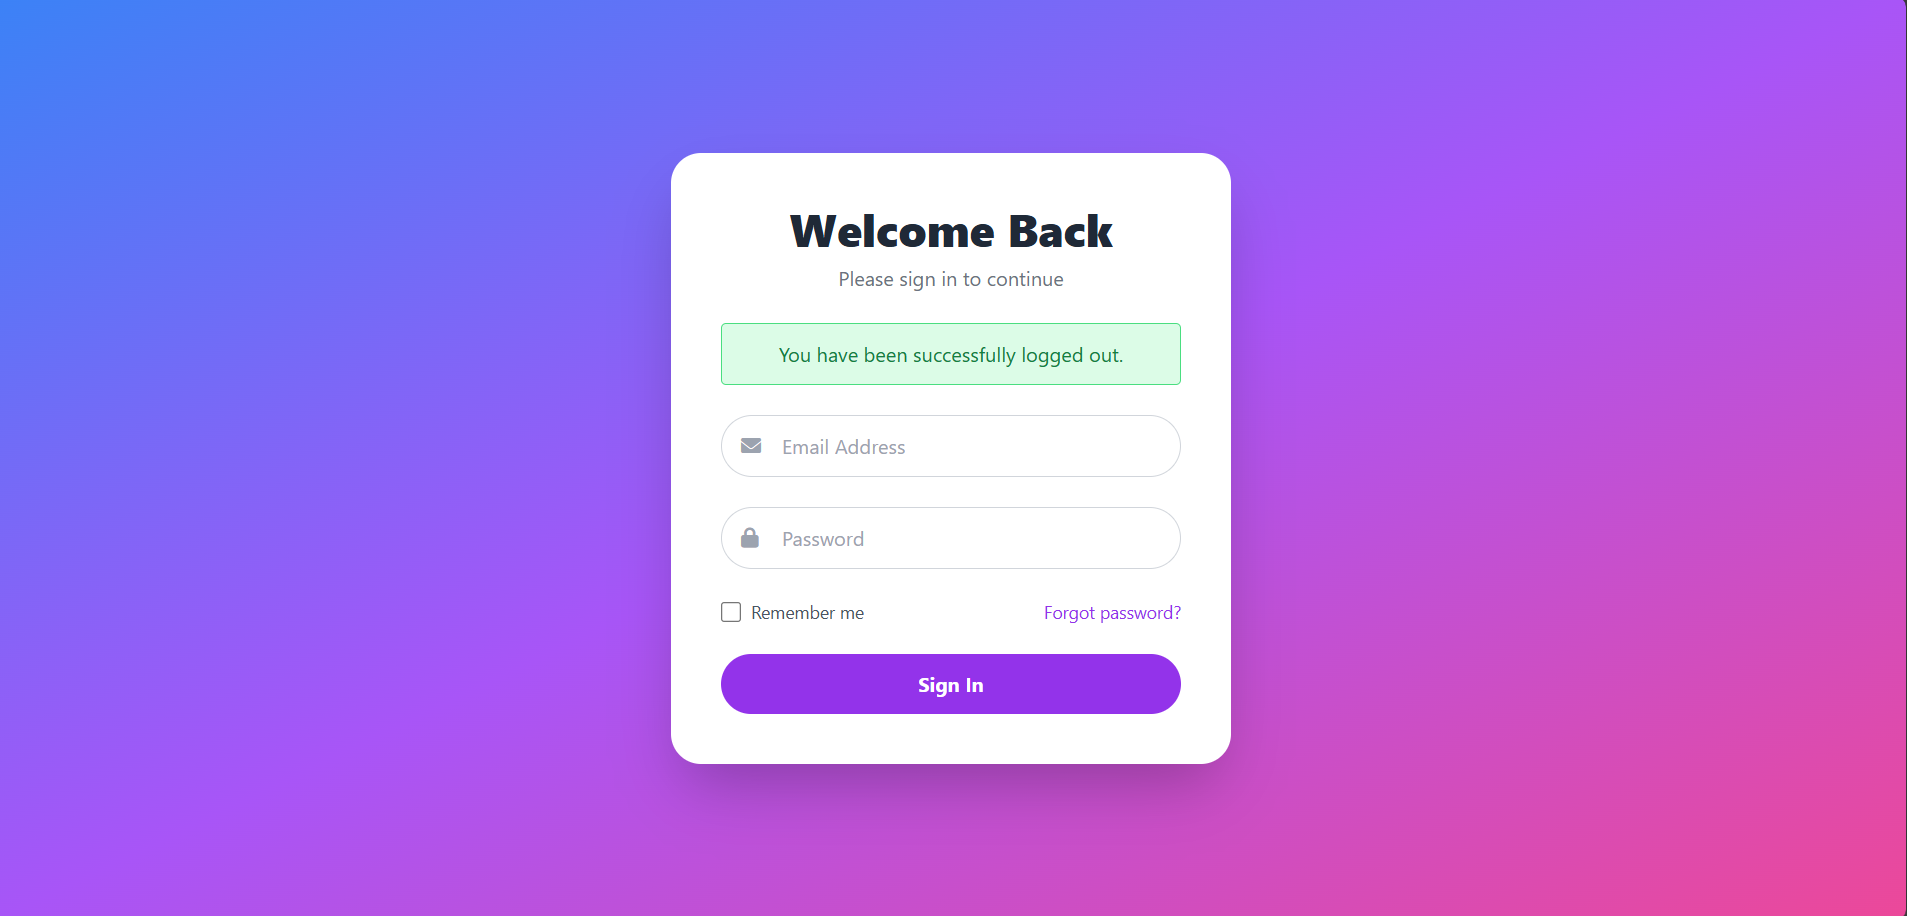 Welcome Back
Please sign in to continue
You have been successfully logged out.
Email Address
Password
Remember me
Forgot password?
Sign In